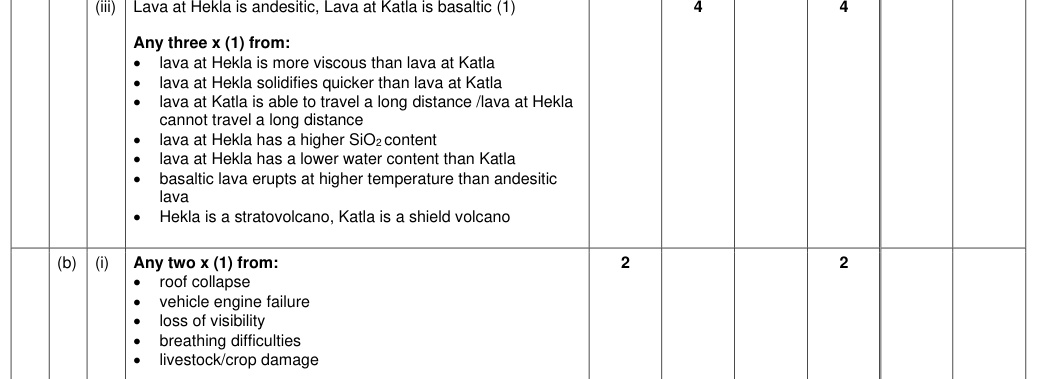 (iii) Lava at Hekla is andesitic, Lava at Katla is basaltic (1) 4 4
Any three x (1) from:
• lava at Hekla is more viscous than lava at Katla
• lava at Hekla solidifies quicker than lava at Katla
• lava at Katla is able to travel a long distance /lava at Hekla
cannot travel a long distance
• lava at Hekla has a higher SiO₂ content
• lava at Hekla has a lower water content than Katla
• basaltic lava erupts at higher temperature than andesitic
lava
• Hekla is a stratovolcano, Katla is a shield volcano
(b) (i) Any two x (1) from: 2 2
• roof collapse
• vehicle engine failure
• loss of visibility
• breathing difficulties
• livestock/crop damage